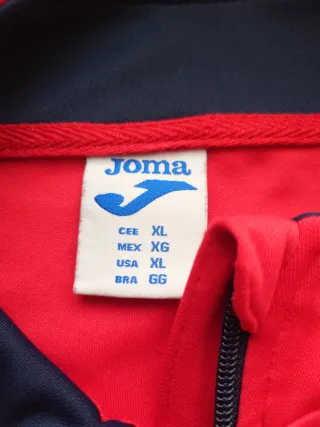 Joma
CEE XL
MEX XG
USA XL
BRA GG